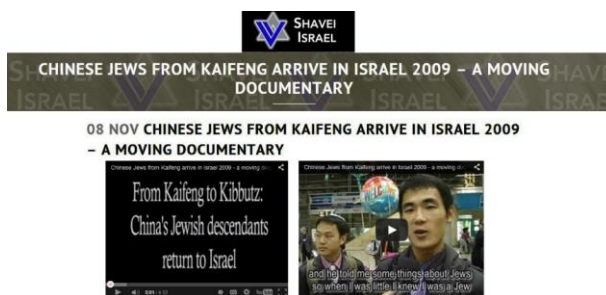 SHAVEI
ISRAEL
CHINESE JEWS FROM KAIFENG ARRIVE IN ISRAEL 2009 – A MOVING
DOCUMENTARY
08 NOV CHINESE JEWS FROM KAIFENG ARRIVE IN ISRAEL 2009
– A MOVING DOCUMENTARY
Chinese Jews from Kaifeng arrive in Israel 2009 - a moving do
From Kaifeng to Kibbutz:
China's Jewish descendants
return to Israel
YouTube
Chinese Jews from Kaifeng arrive in Israel 2009 - a moving do
and he told me some things about Jews
so when I was little I knew I was a Jew